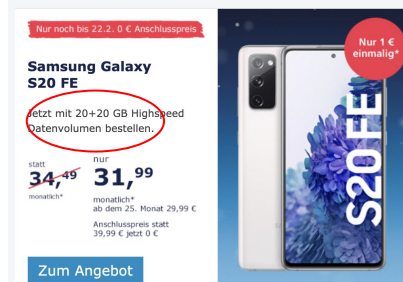 Nur noch bis 22.2. 0 € Anschlusspreis
Nur 1 €
einmalig*
Samsung Galaxy
S20 FE
Jetzt mit 20+20 GB Highspeed
Datenvolumen bestellen.
statt
34,49
monatlich*
nur
31,99
monatlich*
ab dem 25. Monat 29,99 €
Anschlusspreis statt
39,99 € jetzt 0 €
Zum Angebot
S20 FE